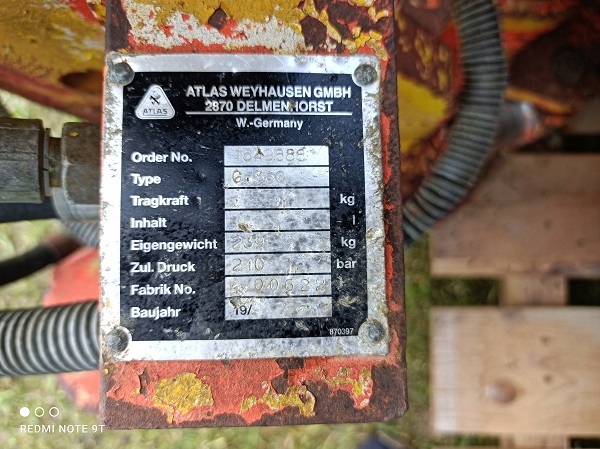 ATLAS WEYHAUSEN GMBH
2870 DELMENHORST
W.-Germany
ATLAS
Order No.
Type
Tragkraft kg
Inhalt l
Eigengewicht kg
Zul. Druck 210 bar
Fabrik No.
Baujahr 19/
870397
REDMI NOTE 9T